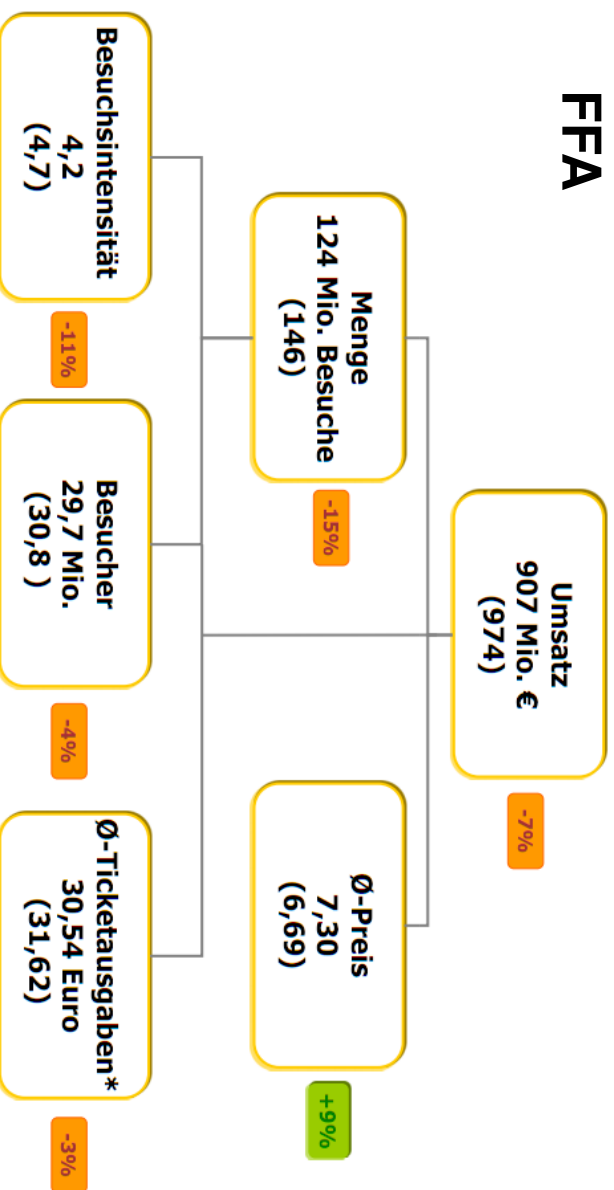 FFA
Umsatz
907 Mio. €
(974)
-7%
Menge
124 Mio. Besuche
(146)
-15%
Ø-Preis
7,30
(6,69)
+9%
Besuchsintensität
4,2
(4,7)
-11%
Besucher
29,7 Mio.
(30,8 )
-4%
Ø-Ticketausgaben*
30,54 Euro
(31,62)
-3%